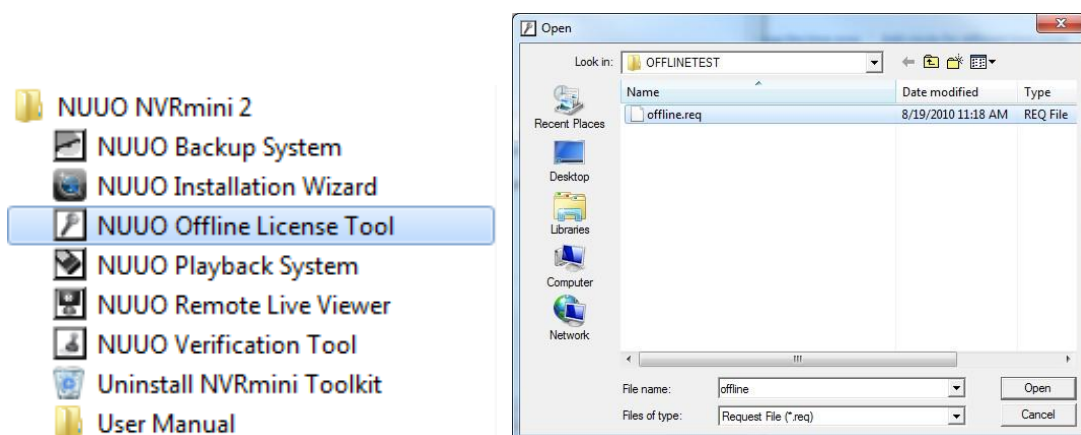 NUUO NVRmini 2
NUUO Backup System
NUUO Installation Wizard
NUUO Offline License Tool
NUUO Playback System
NUUO Remote Live Viewer
NUUO Verification Tool
Uninstall NVRmini Toolkit
User Manual
Open
Look in: OFFLINETEST
Name Date modified Type
offline.req 8/19/2010 11:18 AM REQ File
Recent Places
Desktop
Libraries
Computer
Network
File name: offline Open
Files of type: Request File (*.req) Cancel